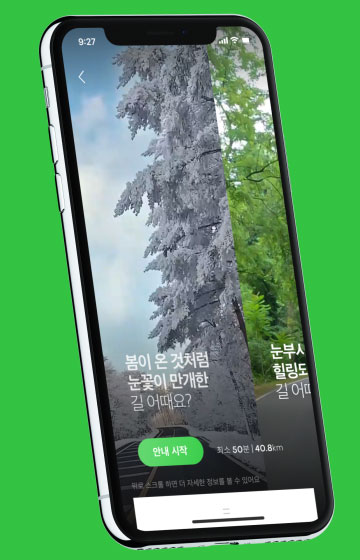 9:27
봄이 온 것처럼
눈꽃이 만개한
길 어때요?
눈부시
힐링되
길 어때
안내 시작
최소 50분 | 40.8km
위로 스크롤 하면 더 자세한 정보를 볼 수 있어요